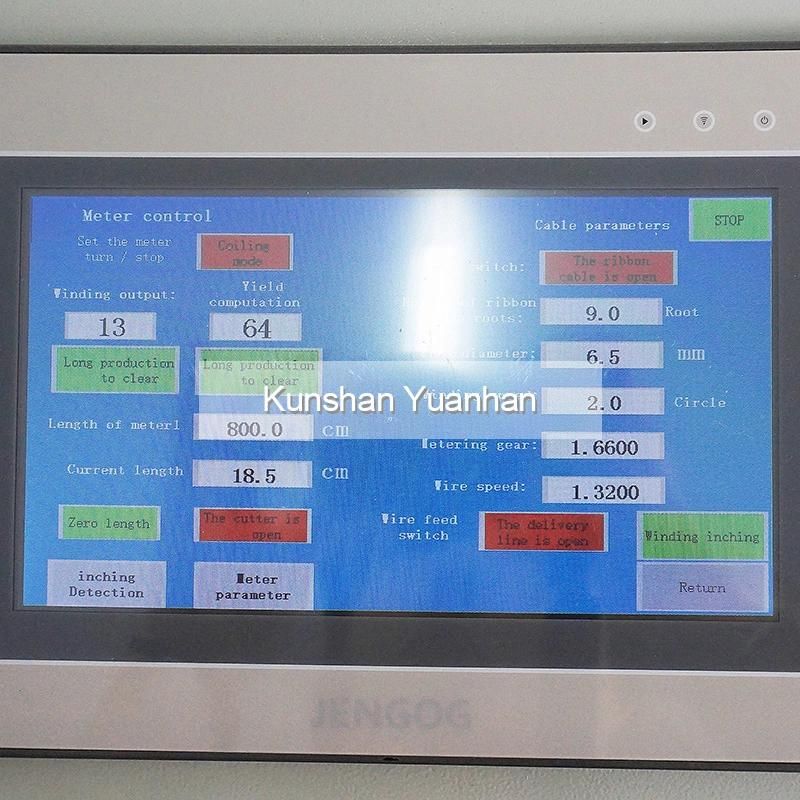 Meter control
Cable parameters
STOP
Set the meter
turn / stop
Coiling
mode
switch:
The ribbon
cable is open
Winding output:
Yield
computation
of ribbon
roots:
9.0
Root
13
64
diameter:
6.5
mm
Long production
to clear
Long production
to clear
Kunshan Yuanhan
2.0
Circle
Length of meter1
800.0
cm
Metering gear:
1.6600
Current length
18.5
cm
Wire speed:
1.3200
Zero length
The cutter is
open
Wire feed
switch
The delivery
line is open
Winding inching
inching
Detection
Meter
parameter
Return
JENGOG